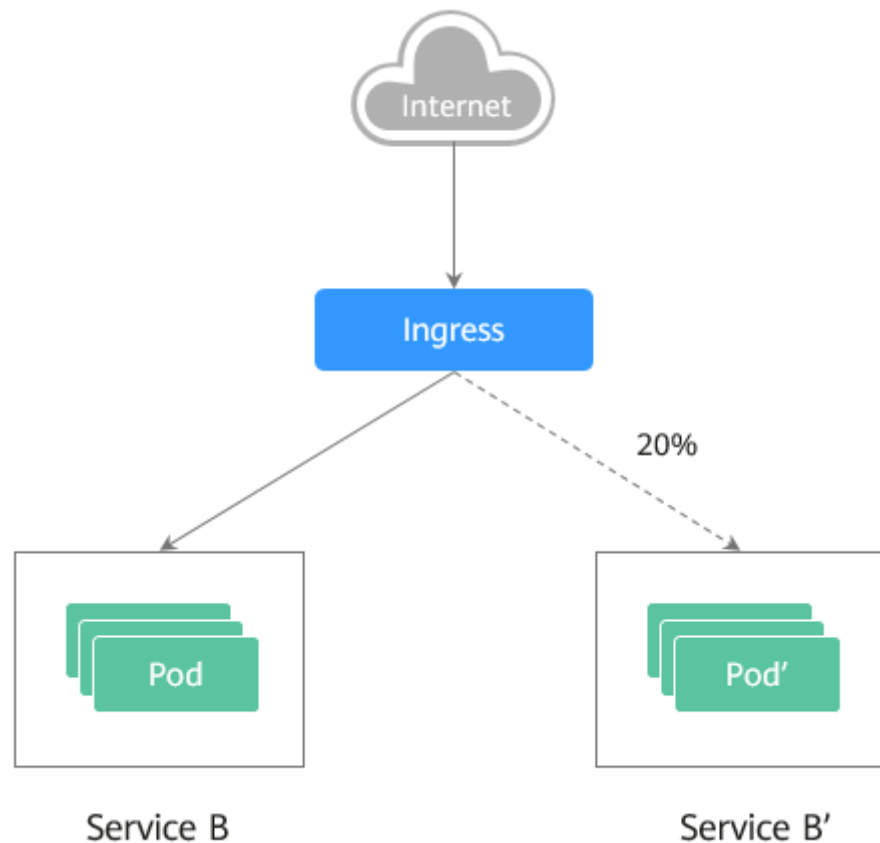 Internet
Ingress
20%
Pod
Pod′
Service B
Service B′